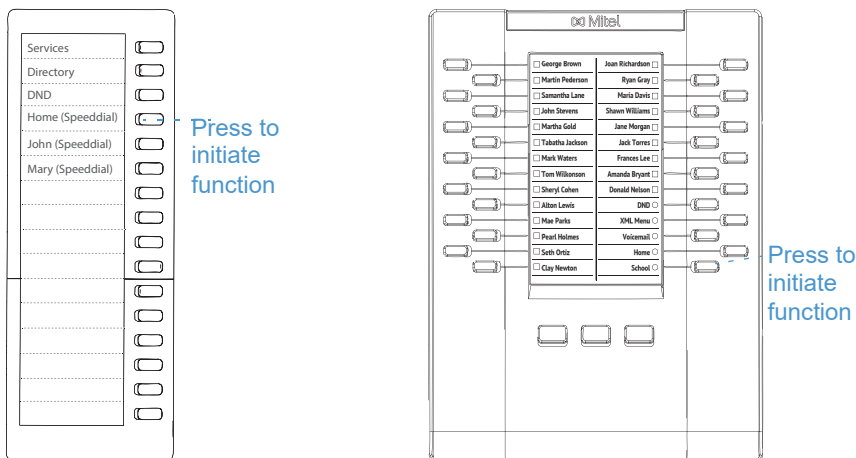 Services
Directory
DND
Home (Speeddial)
John (Speeddial)
Mary (Speeddial)
Press to
initiate
function
Mitel
George Brown Joan Richardson
Martin Pederson Ryan Gray
Samantha Lane Maria Davis
John Stevens Shawn Williams
Martha Gold Jane Morgan
Tabatha Jackson Jack Torres
Mark Waters Frances Lee
Tom Wilkonson Amanda Bryant
Sheryl Cohen Donald Nelson
Alton Lewis DND
Mae Parks XML Menu
Pearl Holmes Voicemail
Seth Ortiz Home
Clay Newton School
Press to
initiate
function